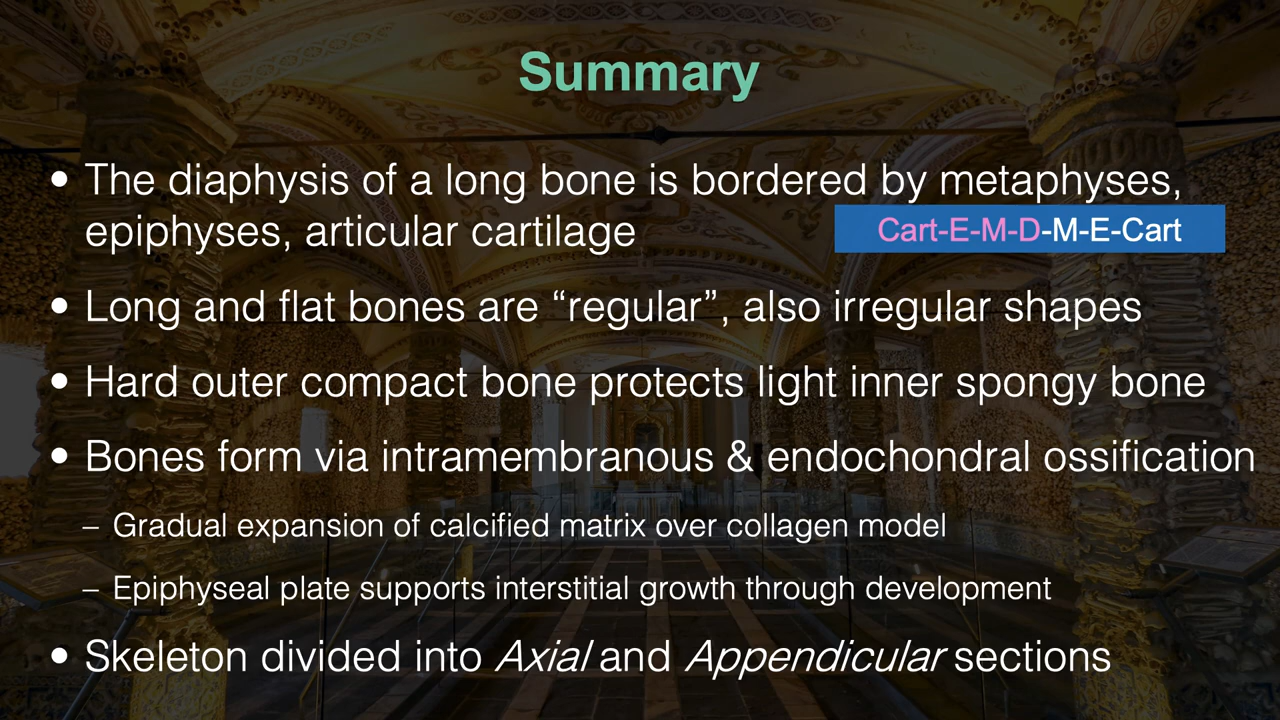 Summary
• The diaphysis of a long bone is bordered by metaphyses,
epiphyses, articular cartilage
Cart-E-M-D-M-E-Cart
• Long and flat bones are “regular”, also irregular shapes
• Hard outer compact bone protects light inner spongy bone
• Bones form via intramembranous & endochondral ossification
– Gradual expansion of calcified matrix over collagen model
– Epiphyseal plate supports interstitial growth through development
• Skeleton divided into Axial and Appendicular sections